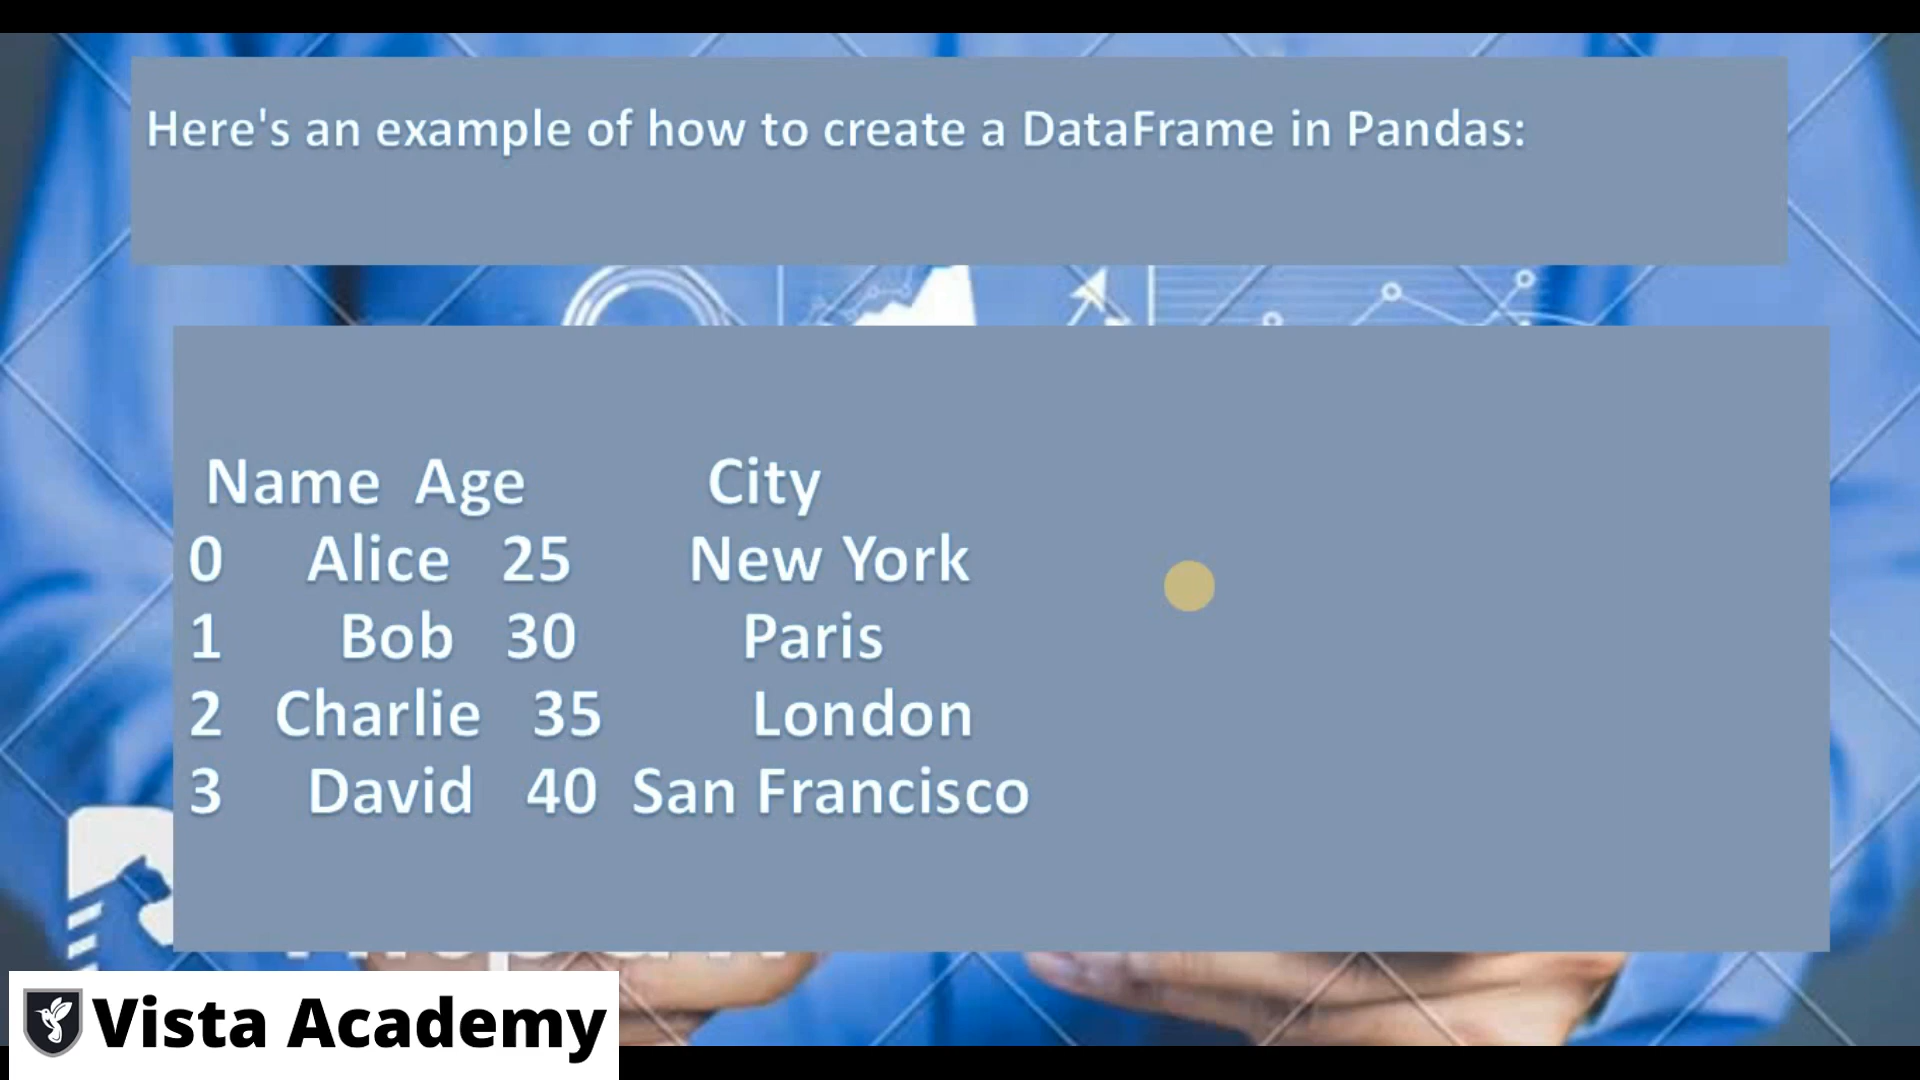 Here's an example of how to create a DataFrame in Pandas:
Name Age City
0 Alice 25 New York
1 Bob 30 Paris
2 Charlie 35 London
3 David 40 San Francisco
Vista Academy